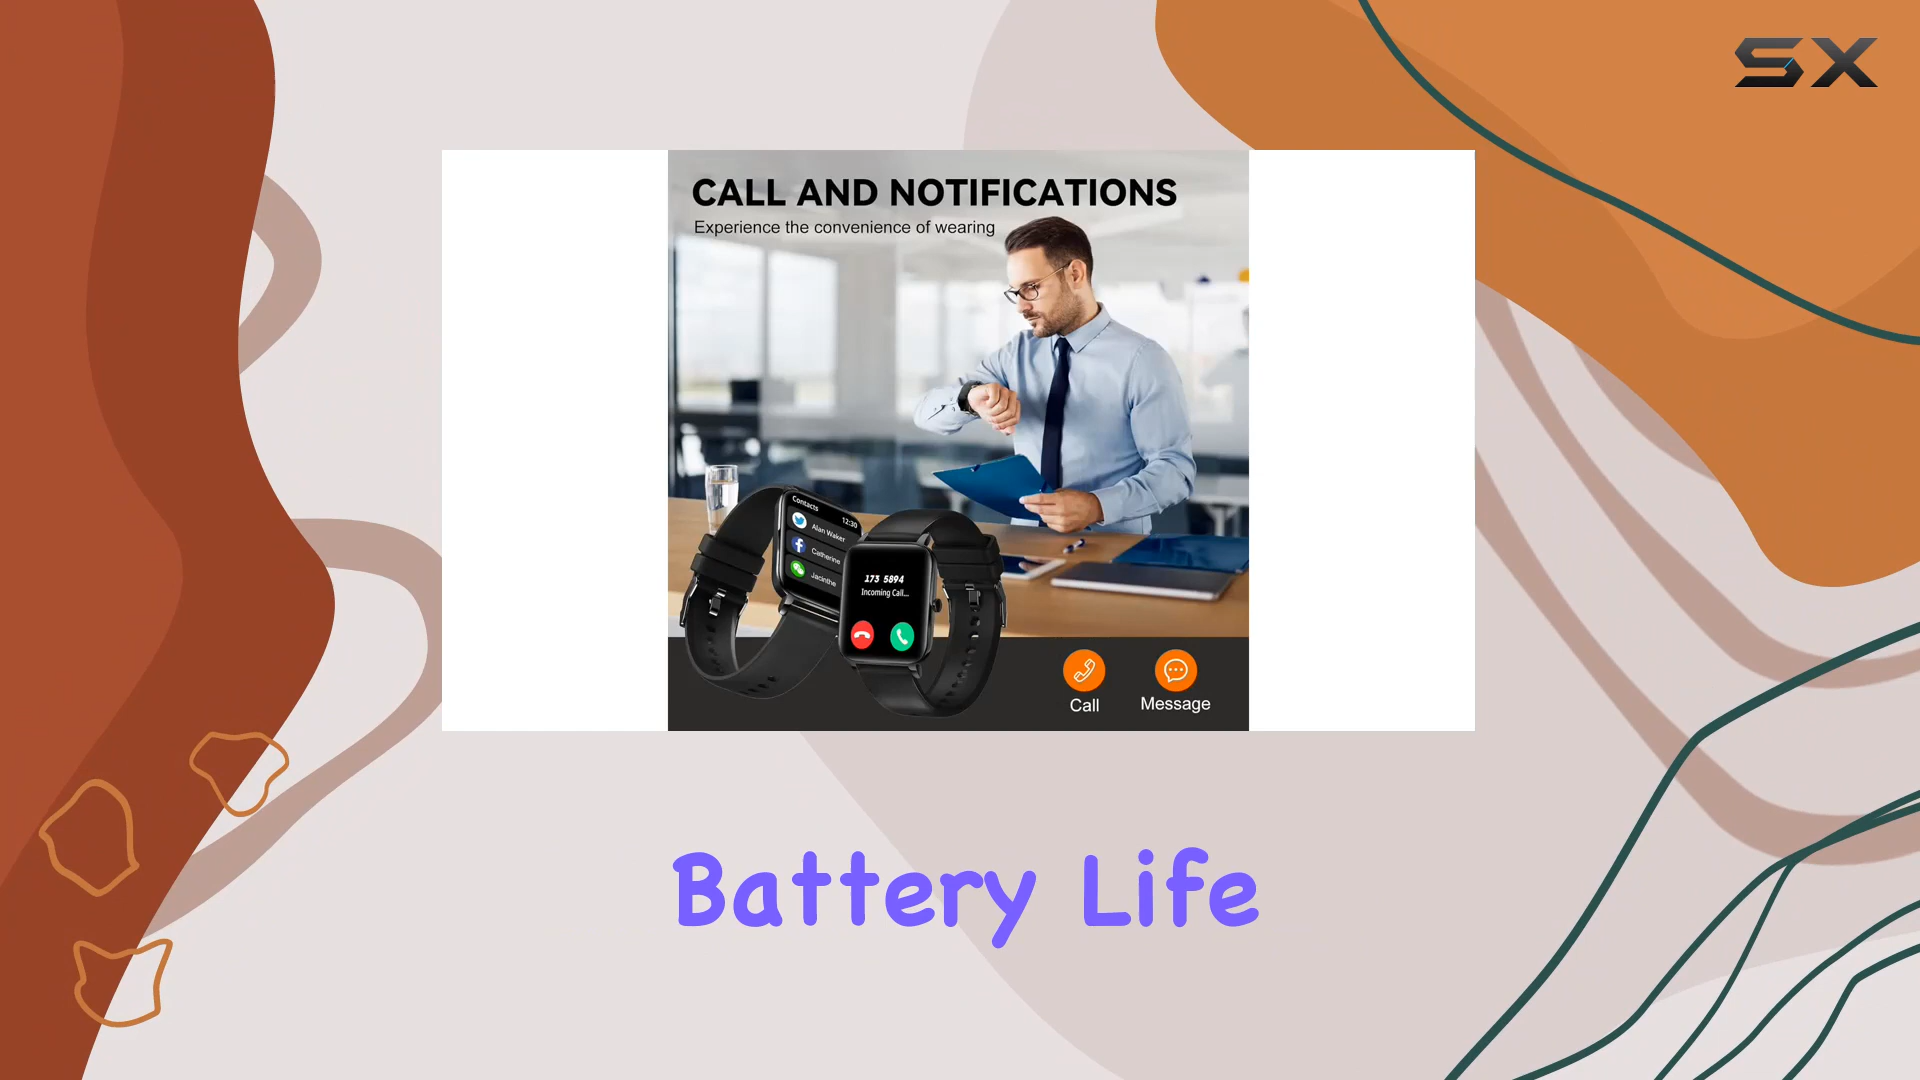 SX
CALL AND NOTIFICATIONS
Experience the convenience of wearing
Contacts
12:30
Alan Waker
Catherine
Jacinthe
173 5894
Incoming Call...
Call
Message
Battery Life